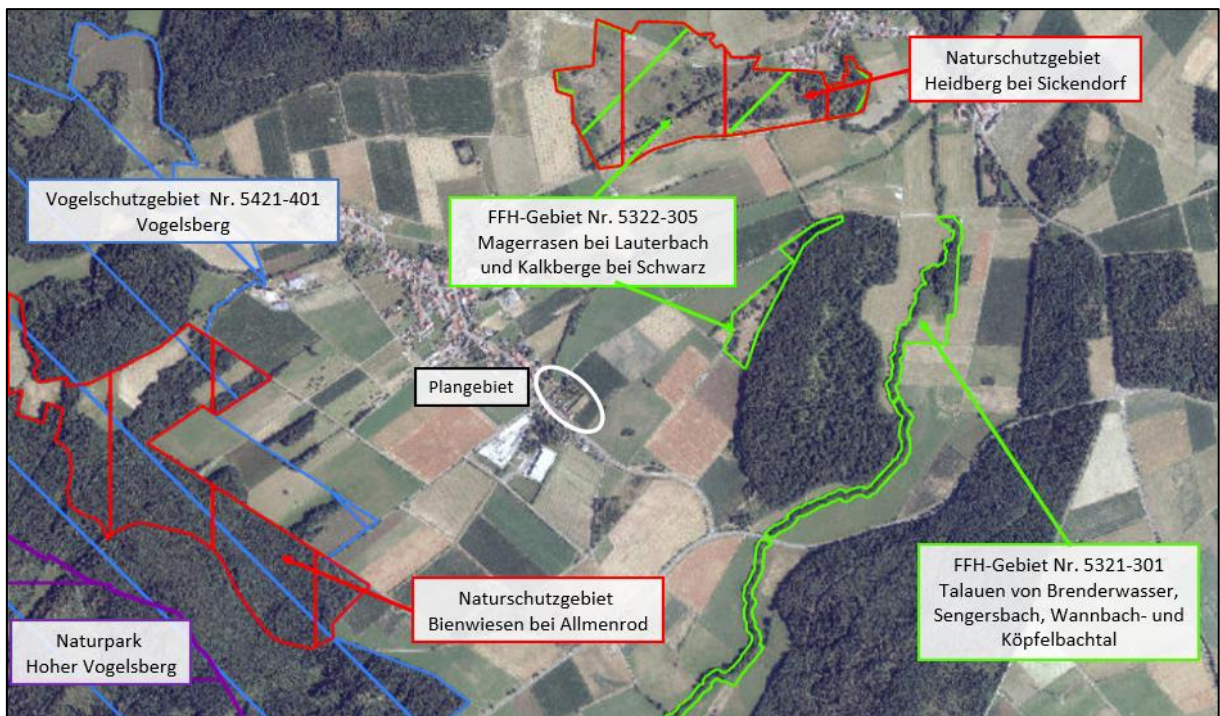 Naturschutzgebiet
Heidberg bei Sickendorf
Vogelschutzgebiet Nr. 5421-401
Vogelsberg
FFH-Gebiet Nr. 5322-305
Magerrasen bei Lauterbach
und Kalkberge bei Schwarz
Plangebiet
FFH-Gebiet Nr. 5321-301
Talauen von Brenderwasser,
Sengersbach, Wannbach- und
Köpfelbachtal
Naturschutzgebiet
Bienwiesen bei Allmenrod
Naturpark
Hoher Vogelsberg